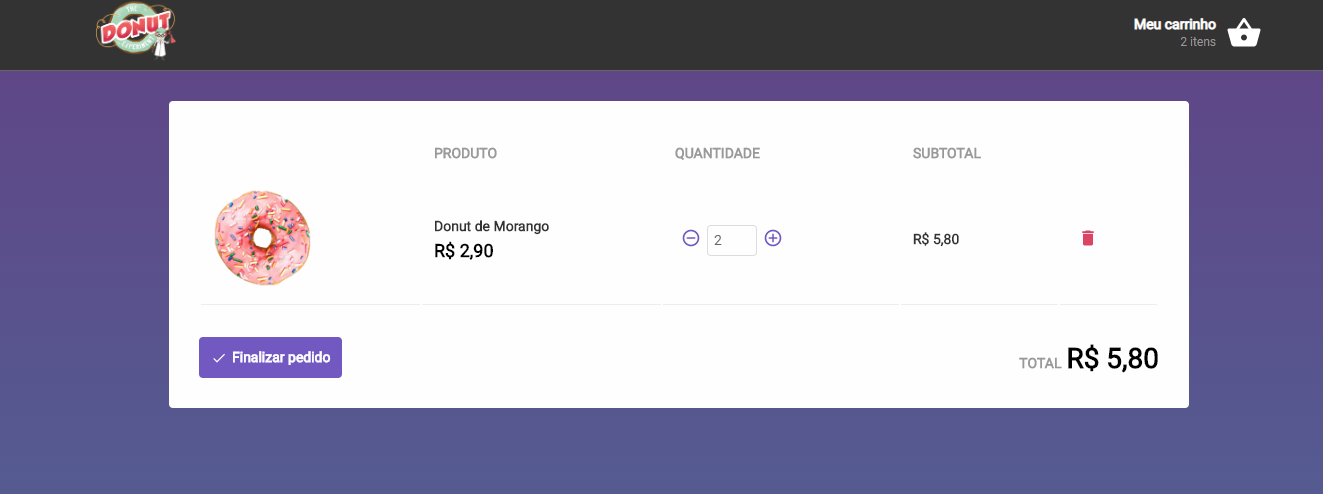 THE
DONUT
EXPERIMENT
Meu carrinho
2 itens
PRODUTO
QUANTIDADE
SUBTOTAL
Donut de Morango
R$ 2,90
2
R$ 5,80
Finalizar pedido
TOTAL R$ 5,80